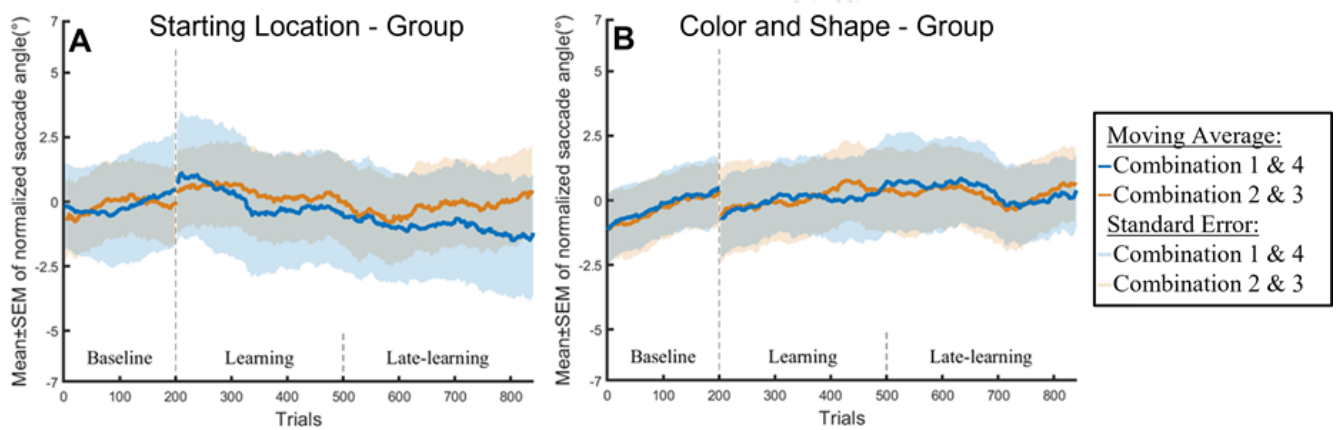 A
Starting Location - Group
Mean±SEM of normalized saccade angle(°)
7
5
2.5
0
-2.5
-5
-7
Baseline
Learning
Late-learning
0 100 200 300 400 500 600 700 800
Trials
B
Color and Shape - Group
Mean±SEM of normalized saccade angle(°)
7
5
2.5
0
-2.5
-5
-7
Baseline
Learning
Late-learning
0 100 200 300 400 500 600 700 800
Trials
Moving Average:
Combination 1 & 4
Combination 2 & 3
Standard Error:
Combination 1 & 4
Combination 2 & 3